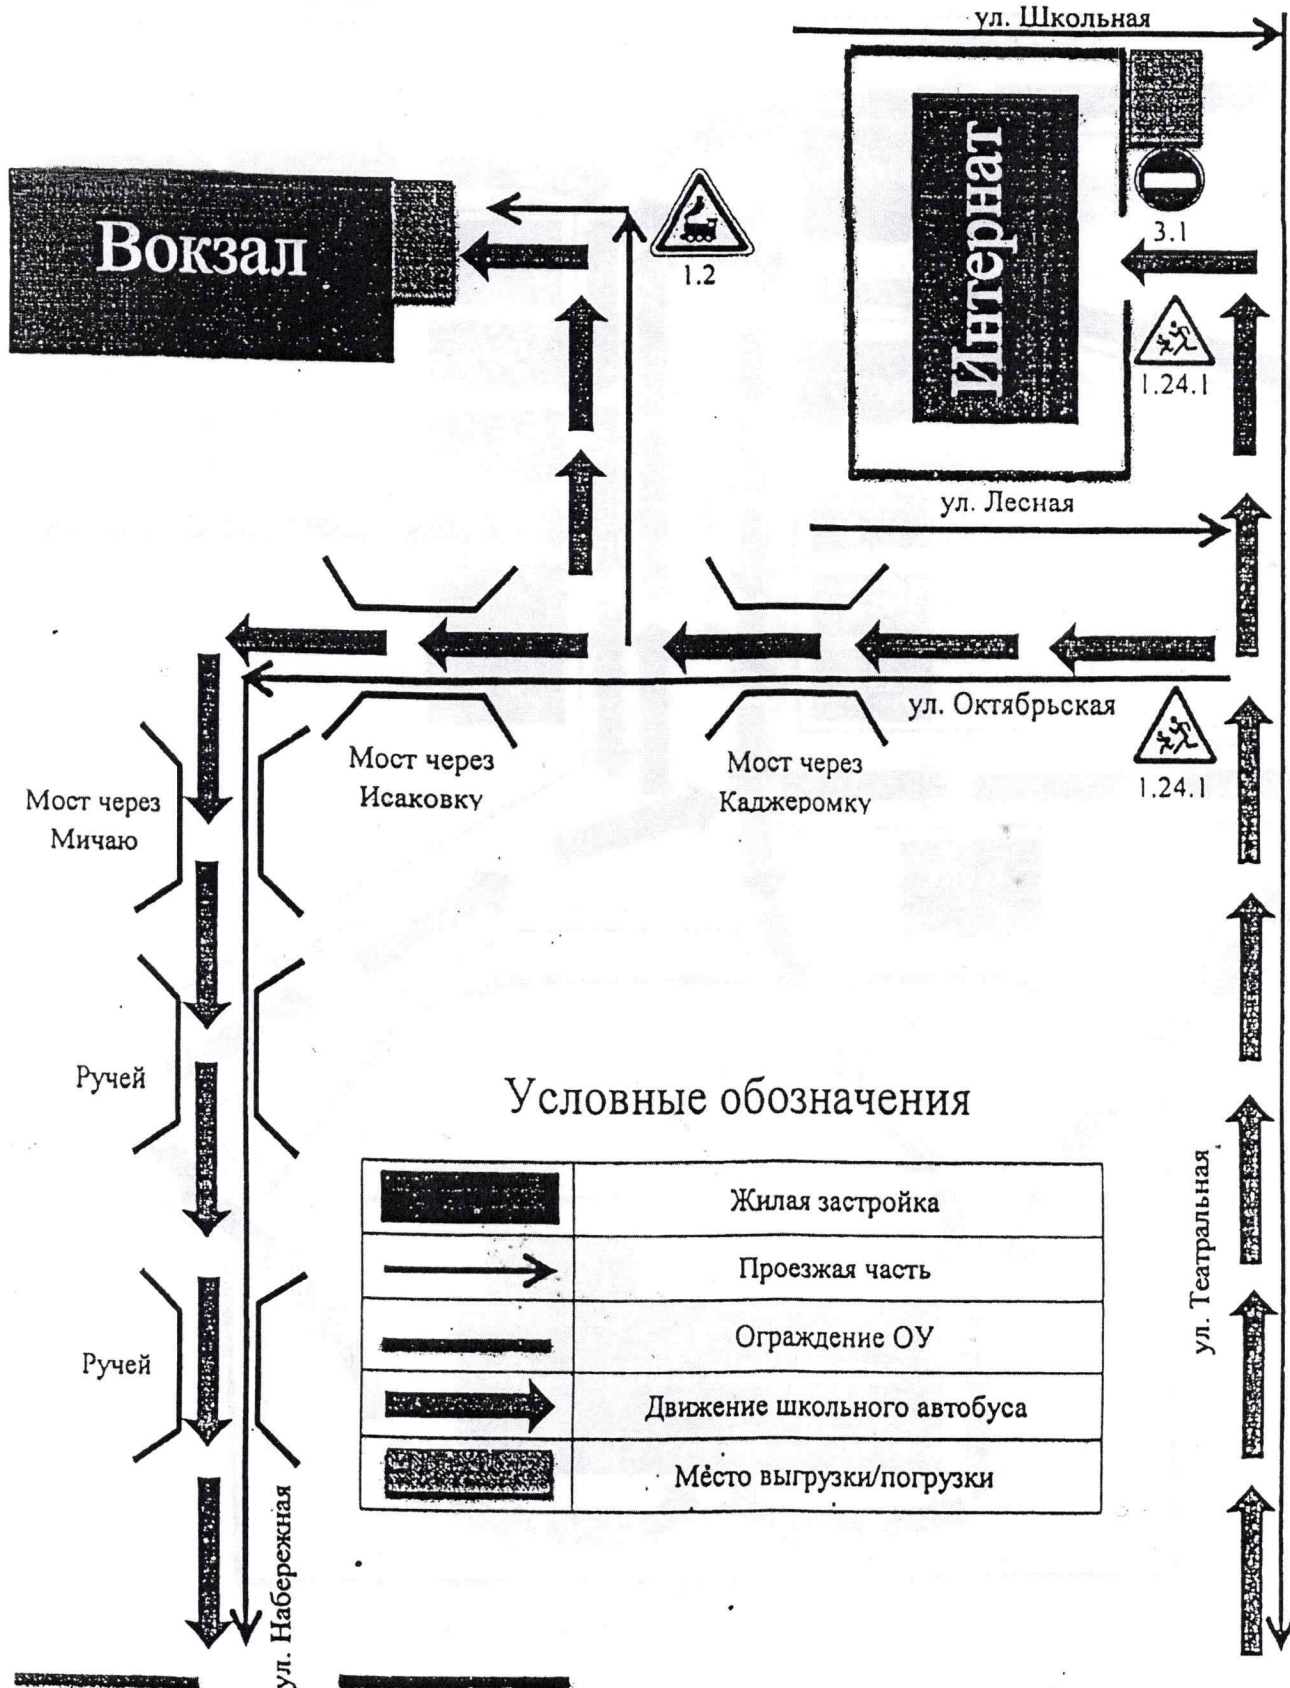 ул. Школьная
Интернат
3.1
Вокзал
1.2
1.24.1
ул. Лесная
ул. Октябрьская
1.24.1
Мост через
Исаковку
Мост через
Каджеромку
Мост через
Мичаю
Ручей
Ручей
ул. Набережная
ул. Театральная
Условные обозначения
Жилая застройка
Проезжая часть
Ограждение ОУ
Движение школьного автобуса
Место выгрузки/погрузки